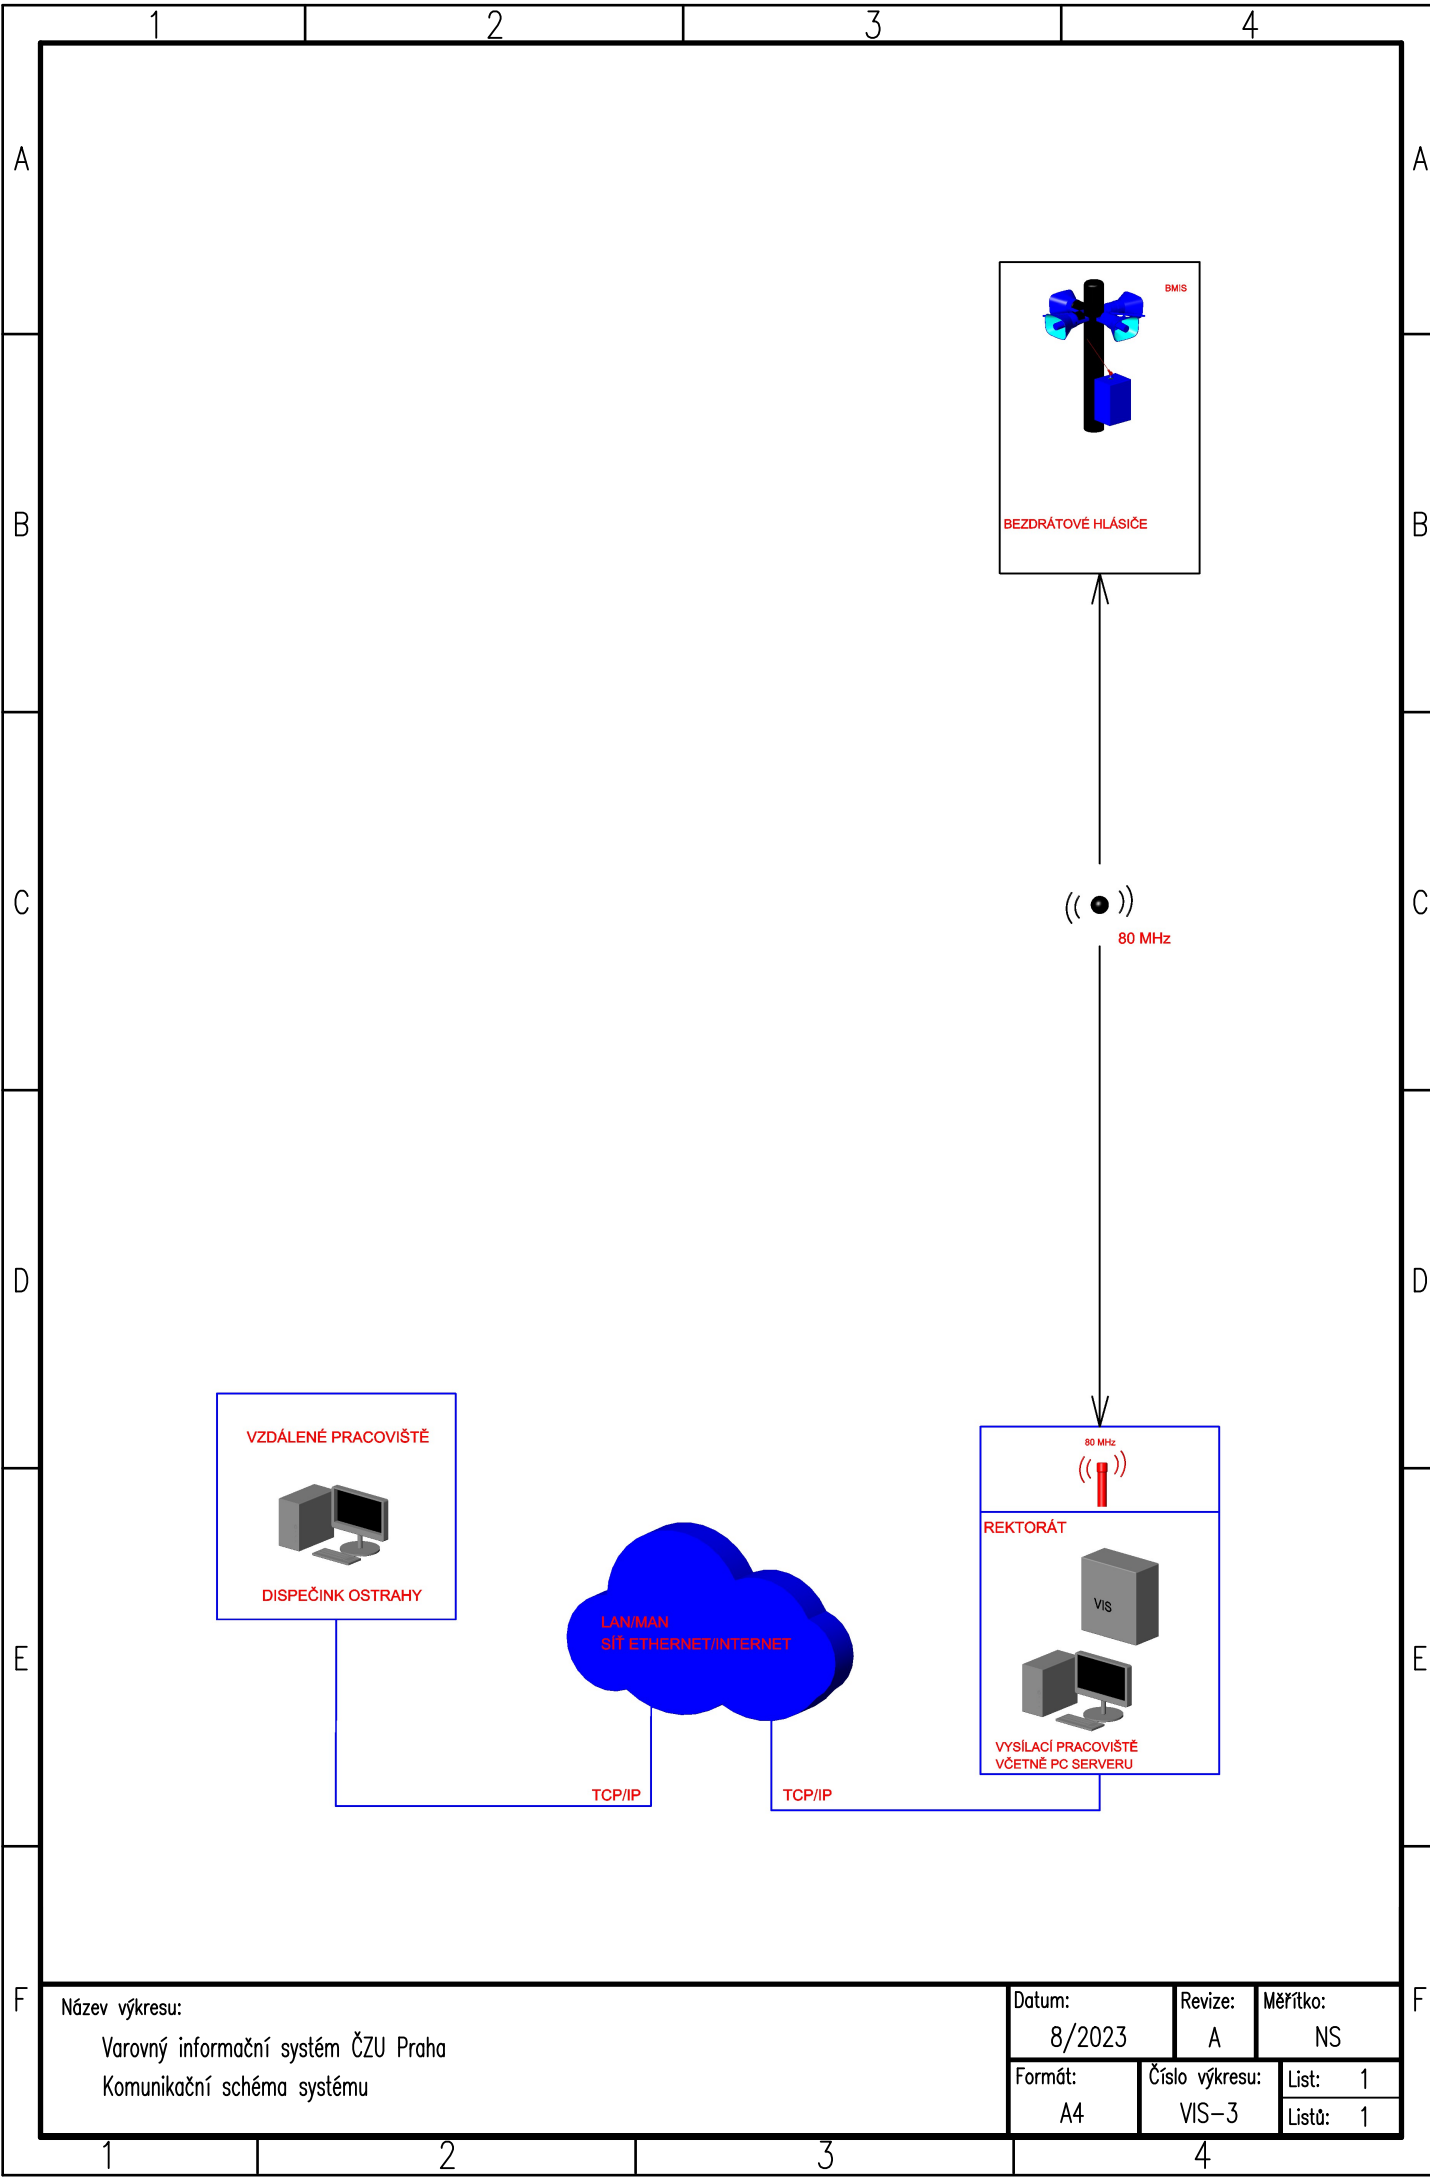 1 2 3 4
A A
BMIS
B B
BEZDRÁTOVÉ HLÁSIČE
C C
80 MHz
D D
VZDÁLENÉ PRACOVIŠTĚ
DISPEČINK OSTRAHY
80 MHz
REKTORÁT
VIS
LAN/MAN
SÍŤ ETHERNET/INTERNET
E E
VYSÍLACÍ PRACOVIŠTĚ
VČETNĚ PC SERVERU
TCP/IP TCP/IP
F F
Název výkresu:
Varovný informační systém ČZU Praha
Komunikační schéma systému
Datum: Revize: Měřítko:
8/2023 A NS
Formát: Číslo výkresu: List: 1
A4 VIS-3 Listů: 1
1 2 3 4